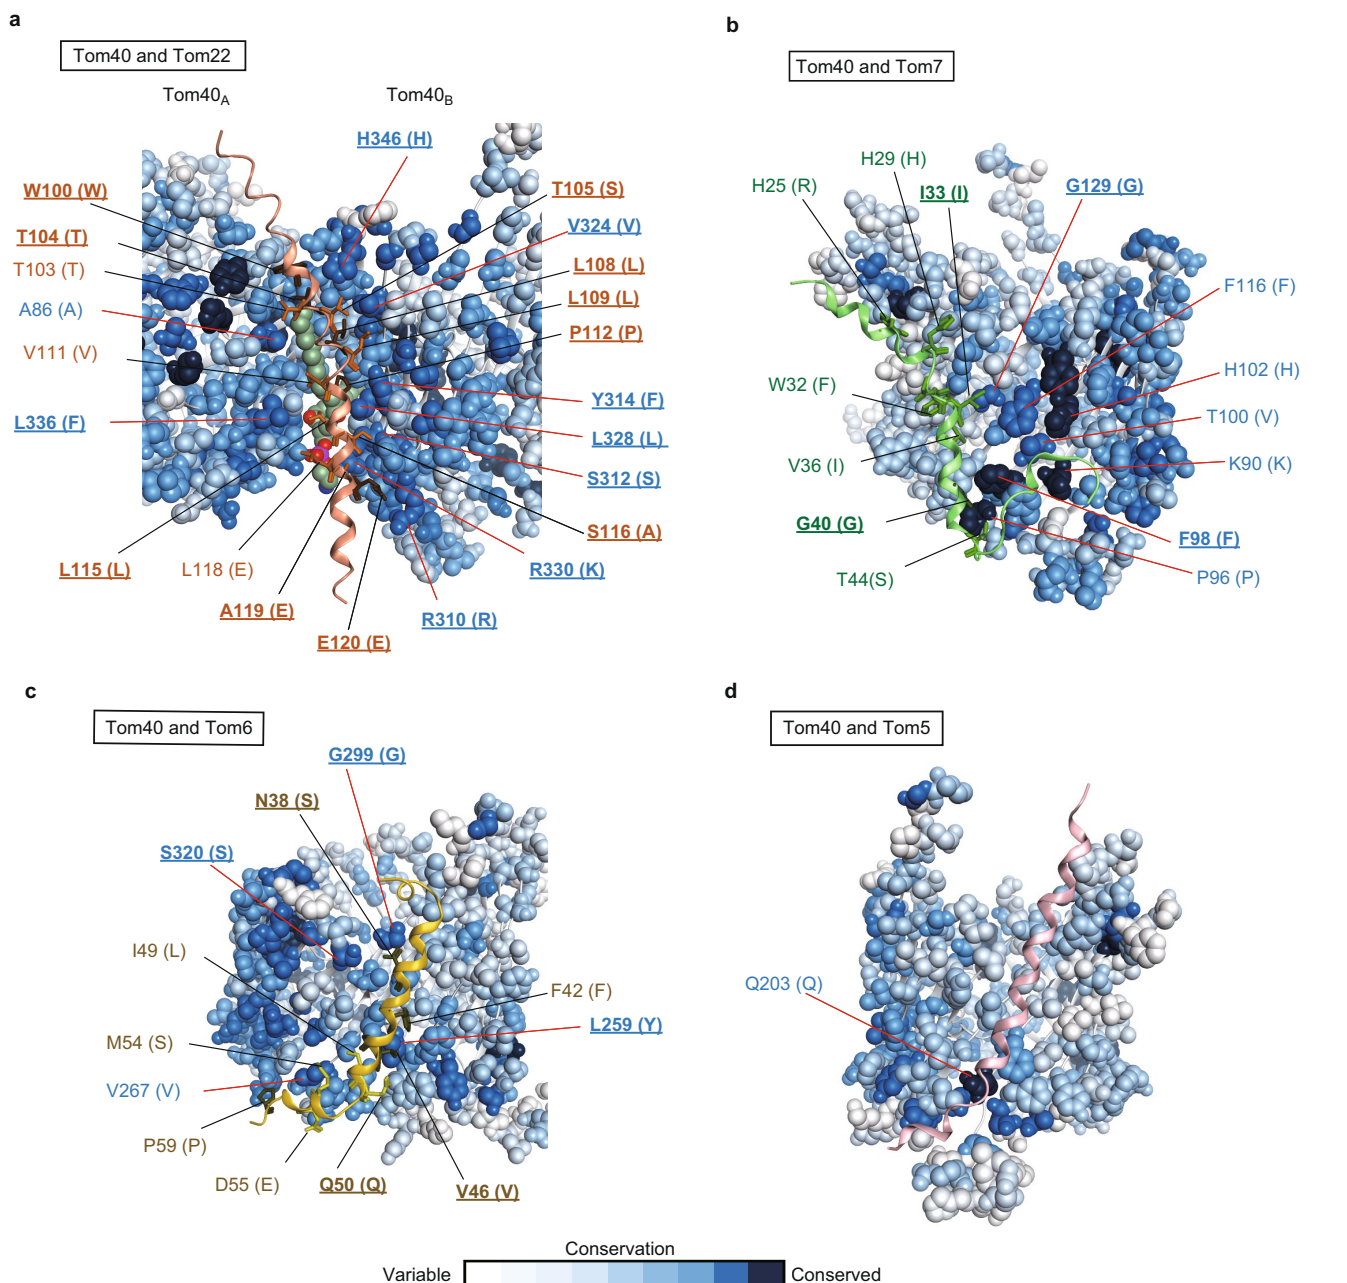 a
Tom40 and Tom22
Tom40A
Tom40B
H346 (H)
W100 (W)
T105 (S)
T104 (T)
V324 (V)
T103 (T)
L108 (L)
A86 (A)
L109 (L)
V111 (V)
P112 (P)
L336 (F)
Y314 (F)
L328 (L)
S312 (S)
S116 (A)
L115 (L)
L118 (E)
R330 (K)
A119 (E)
R310 (R)
E120 (E)
b
Tom40 and Tom7
H29 (H)
H25 (R)
I33 (I)
G129 (G)
F116 (F)
W32 (F)
H102 (H)
T100 (V)
V36 (I)
K90 (K)
G40 (G)
F98 (F)
T44(S)
P96 (P)
c
Tom40 and Tom6
G299 (G)
N38 (S)
S320 (S)
I49 (L)
F42 (F)
L259 (Y)
M54 (S)
V267 (V)
P59 (P)
D55 (E)
Q50 (Q)
V46 (V)
d
Tom40 and Tom5
Q203 (Q)
Conservation
Variable
Conserved